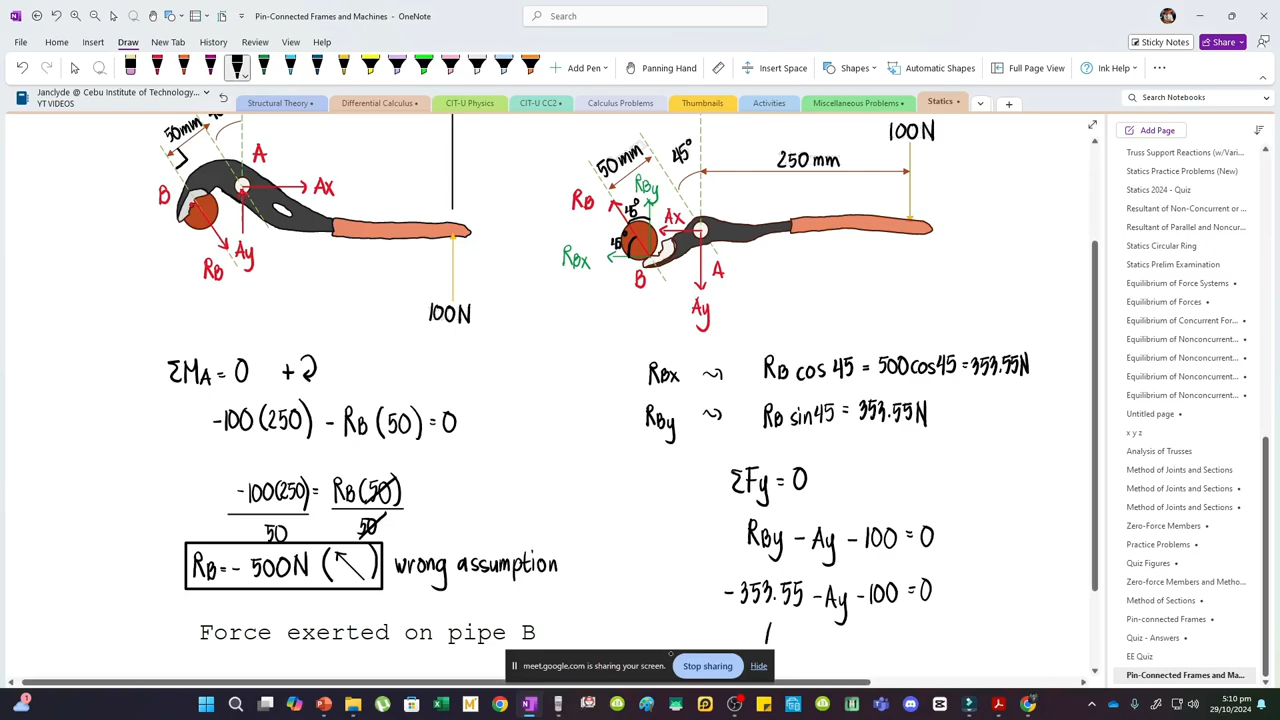 Pin-Connected Frames and Machines - OneNote
Search
File Home Insert Draw New Tab History Review View Help
Sticky Notes Share
Add Pen Panning Hand Insert Space Shapes Automatic Shapes Full Page View Ink Help
Janclyde @ Cebu Institute of Technology...
YT VIDEOS
Structural Theory Differential Calculus CIT-U Physics CIT-U CC2 Calculus Problems Thumbnails Activities Miscellaneous Problems Statics
Search Notebooks
Add Page
Truss Support Reactions (w/Vari...
Statics Practice Problems (New)
Statics 2024 - Quiz
Resultant of Non-Concurrent or ...
Resultant of Parallel and Noncur...
Statics Circular Ring
Statics Prelim Examination
Equilibrium of Force Systems
Equilibrium of Forces
Equilibrium of Concurrent For...
Equilibrium of Nonconcurrent...
Equilibrium of Nonconcurrent...
Equilibrium of Nonconcurrent...
Equilibrium of Nonconcurrent...
Untitled page
x y z
Analysis of Trusses
Method of Joints and Sections
Method of Joints and Sections
Method of Joints and Sections
Zero-Force Members
Practice Problems
Quiz Figures
Zero-force Members and Metho...
Method of Sections
Pin-connected Frames
Quiz - Answers
EE Quiz
Pin-Connected Frames and Ma...
50mm
A
B
Ax
Ay
RB
100N
50mm
45°
250 mm
100N
RB
RBy
45°
45°
Ax
RBx
B
A
Ay
ΣMA = 0 +
-100(250) - RB(50) = 0
-100(250) = RB(50)
50 50
RB = - 500N (↖) wrong assumption
Force exerted on pipe B
RBx ~ RB cos 45 = 500cos45 = 353.55N
RBy ~ RB sin45 = 353.55N
ΣFy = 0
RBy - Ay - 100 = 0
- 353.55 - Ay - 100 = 0
meet.google.com is sharing your screen.
Stop sharing
Hide
5:10 pm
29/10/2024